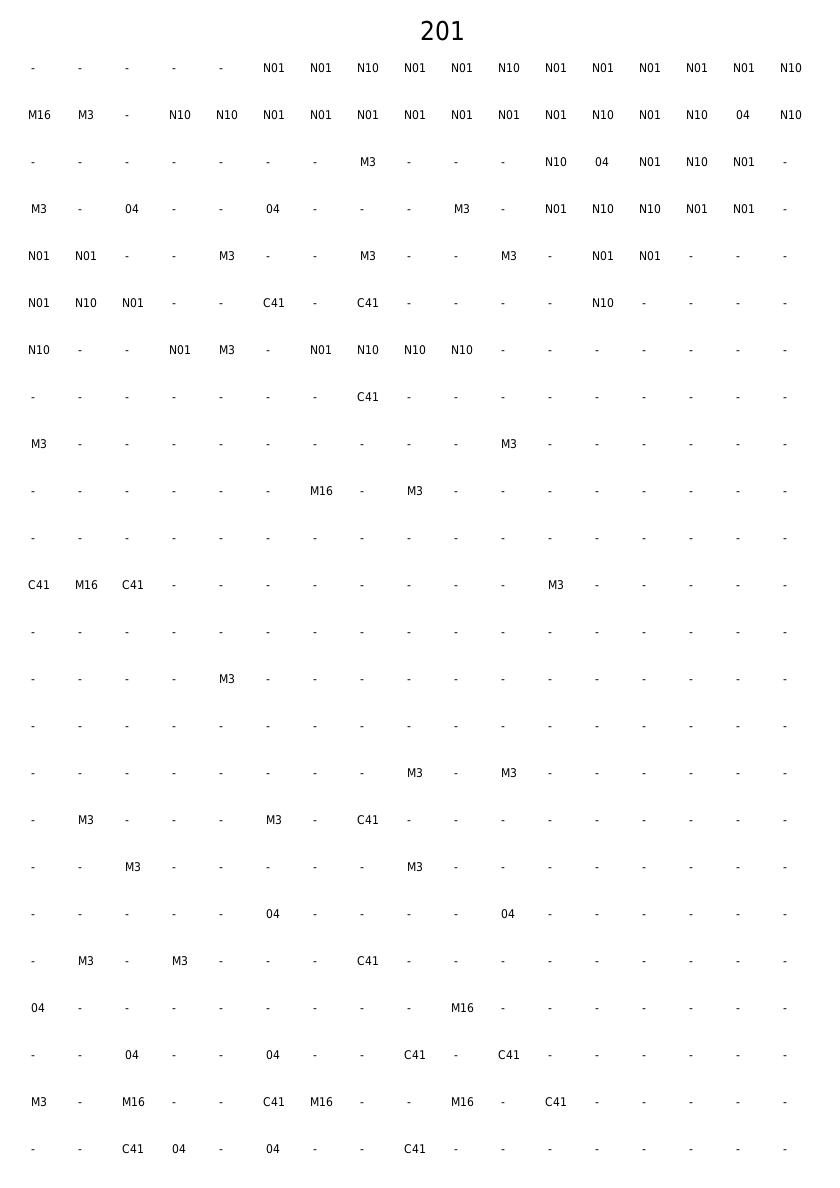 201
- - - - - N01 N01 N10 N01 N01 N10 N01 N01 N01 N01 N01 N10
M16 M3 - N10 N10 N01 N01 N01 N01 N01 N01 N01 N10 N01 N10 04 N10
- - - - - - - M3 - - - N10 04 N01 N10 N01 -
M3 - 04 - - 04 - - - M3 - N01 N10 N10 N01 N01 -
N01 N01 - - M3 - - M3 - - M3 - N01 N01 - - -
N01 N10 N01 - - C41 - C41 - - - - N10 - - - -
N10 - - N01 M3 - N01 N10 N10 N10 - - - - - - -
- - - - - - - C41 - - - - - - - - -
M3 - - - - - - - - - M3 - - - - - -
- - - - - - M16 - M3 - - - - - - - -
- - - - - - - - - - - - - - - - -
C41 M16 C41 - - - - - - - - M3 - - - - -
- - - - - - - - - - - - - - - - -
- - - - M3 - - - - - - - - - - - -
- - - - - - - - - - - - - - - - -
- - - - - - - - M3 - M3 - - - - - -
- M3 - - - M3 - C41 - - - - - - - - -
- - M3 - - - - - M3 - - - - - - - -
- - - - - 04 - - - - 04 - - - - - -
- M3 - M3 - - - C41 - - - - - - - - -
04 - - - - - - - - M16 - - - - - - -
- - 04 - - 04 - - C41 - C41 - - - - - -
M3 - M16 - - C41 M16 - - M16 - C41 - - - - -
- - C41 04 - 04 - - C41 - - - - - - - -